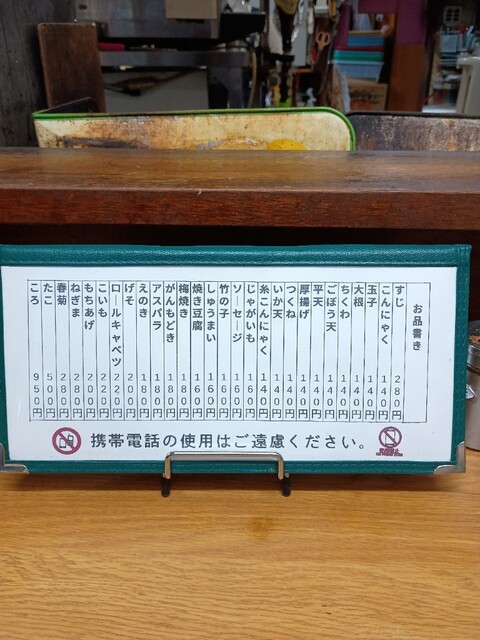 お品書き
すじ 280円
こんにゃく 140円
玉子 140円
大根 140円
ちくわ 140円
ごぼう天 140円
平天 140円
厚揚げ 140円
つくね 140円
いか天 140円
糸こんにゃく 140円
じゃがいも 160円
ソーセージ 160円
竹の子 160円
しゅうまい 160円
焼き豆腐 160円
梅焼き 180円
がんもどき 180円
アスパラ 180円
えのき 180円
げそ 200円
ロールキャベツ 220円
こいも 220円
もちあげ 200円
ねぎま 280円
春菊 280円
たこ 500円
ころ 950円
携帯電話の使用はご遠慮ください。